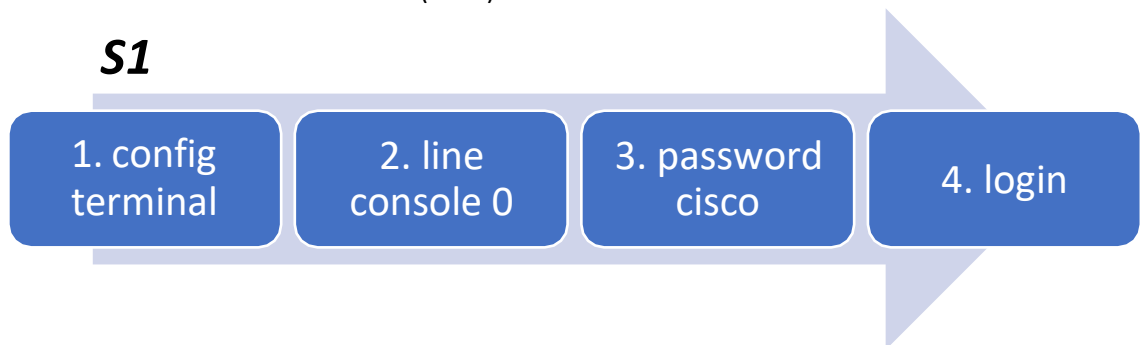 S1
1. config
terminal
2. line
console 0
3. password
cisco
4. login